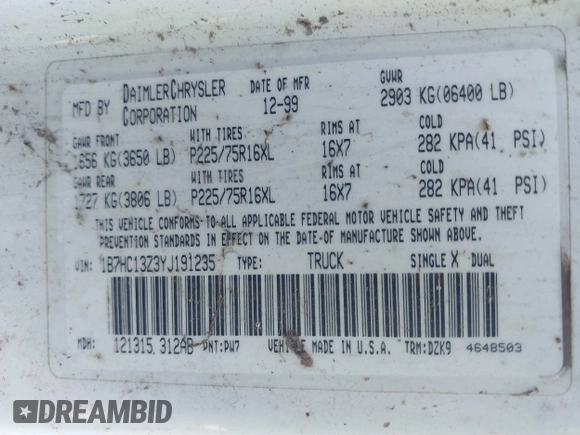 MFD BY DAIMLERCHRYSLER CORPORATION DATE OF MFR 12-99 GVWR 2903 KG(06400 LB)
GAWR FRONT WITH TIRES RIMS AT COLD
1656 KG(3650 LB) P225/75R16XL 16X7 282 KPA(41 PSI)
GAWR REAR WITH TIRES RIMS AT COLD
1727 KG(3806 LB) P225/75R16XL 16X7 282 KPA(41 PSI)
THIS VEHICLE CONFORMS TO ALL APPLICABLE FEDERAL MOTOR VEHICLE SAFETY AND THEFT
PREVENTION STANDARDS IN EFFECT ON THE DATE OF MANUFACTURE SHOWN ABOVE.
VIN: 1B7HC13Z3YJ191235 TYPE: TRUCK SINGLE X DUAL
MDH: 121315 312AB PNT:PW7 VEHICLE MADE IN U.S.A. TRM:DZK9 4648503
DREAMBID